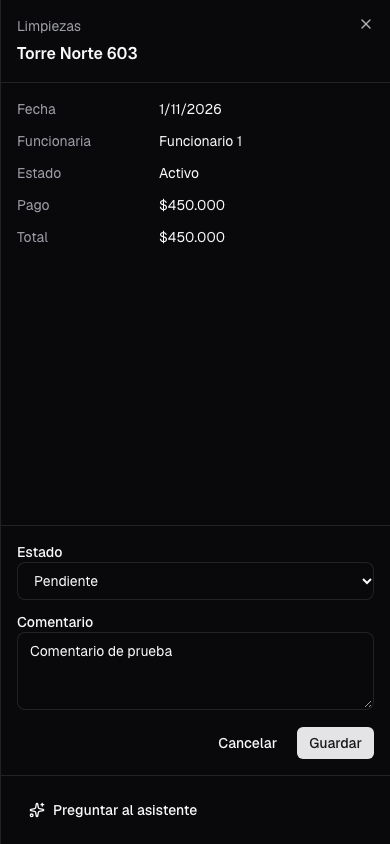 Limpiezas
Torre Norte 603
Fecha 1/11/2026
Funcionaria Funcionario 1
Estado Activo
Pago $450.000
Total $450.000
Estado
Pendiente
Comentario
Comentario de prueba
Cancelar Guardar
Preguntar al asistente